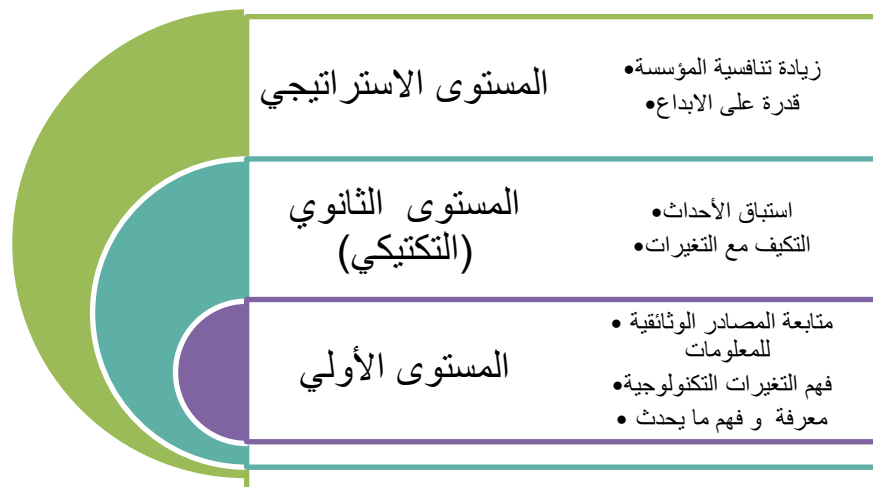 المستوى الاستراتيجي
زيادة تنافسية المؤسسة•
قدرة على الابداع•
المستوى الثانوي
(التكتيكي)
استباق الأحداث•
التكيف مع التغيرات•
المستوى الأولي
متابعة المصادر الوثائقية •
للمعلومات
فهم التغيرات التكنولوجية•
معرفة و فهم ما يحدث •